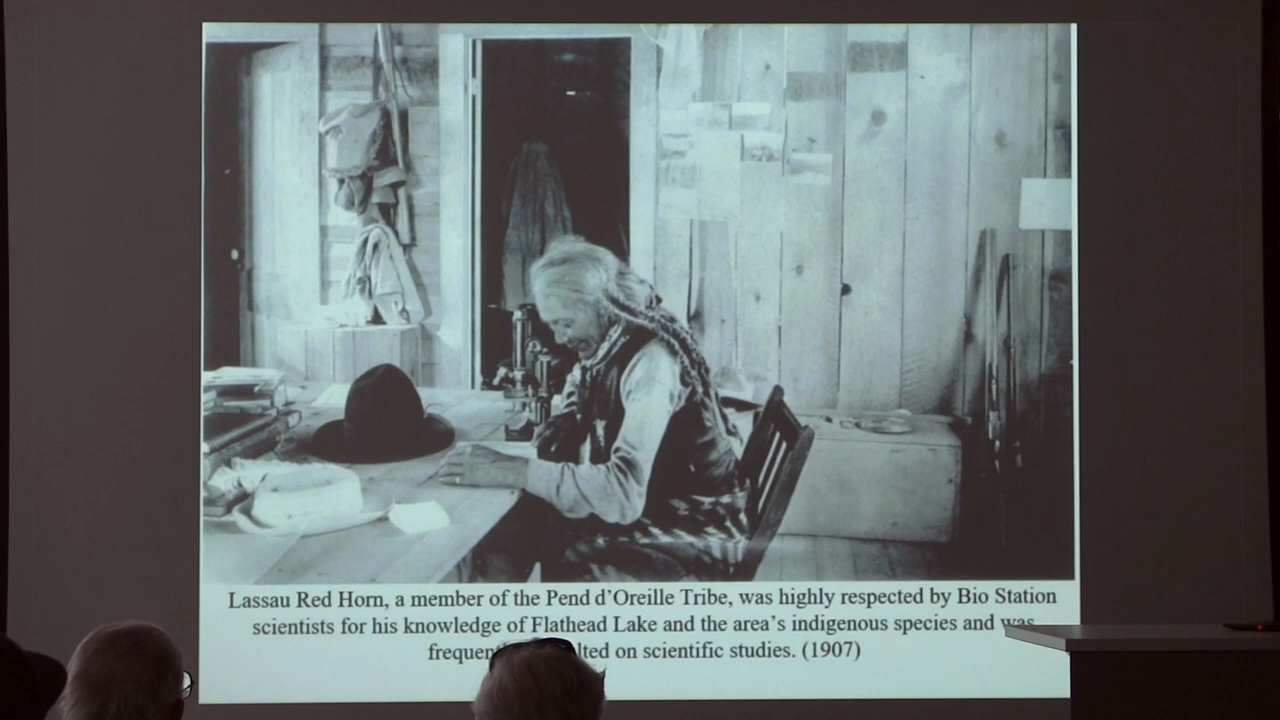 Lassau Red Horn, a member of the Pend d’Oreille Tribe, was highly respected by Bio Station
scientists for his knowledge of Flathead Lake and the area’s indigenous species and was
on scientific studies. (1907)